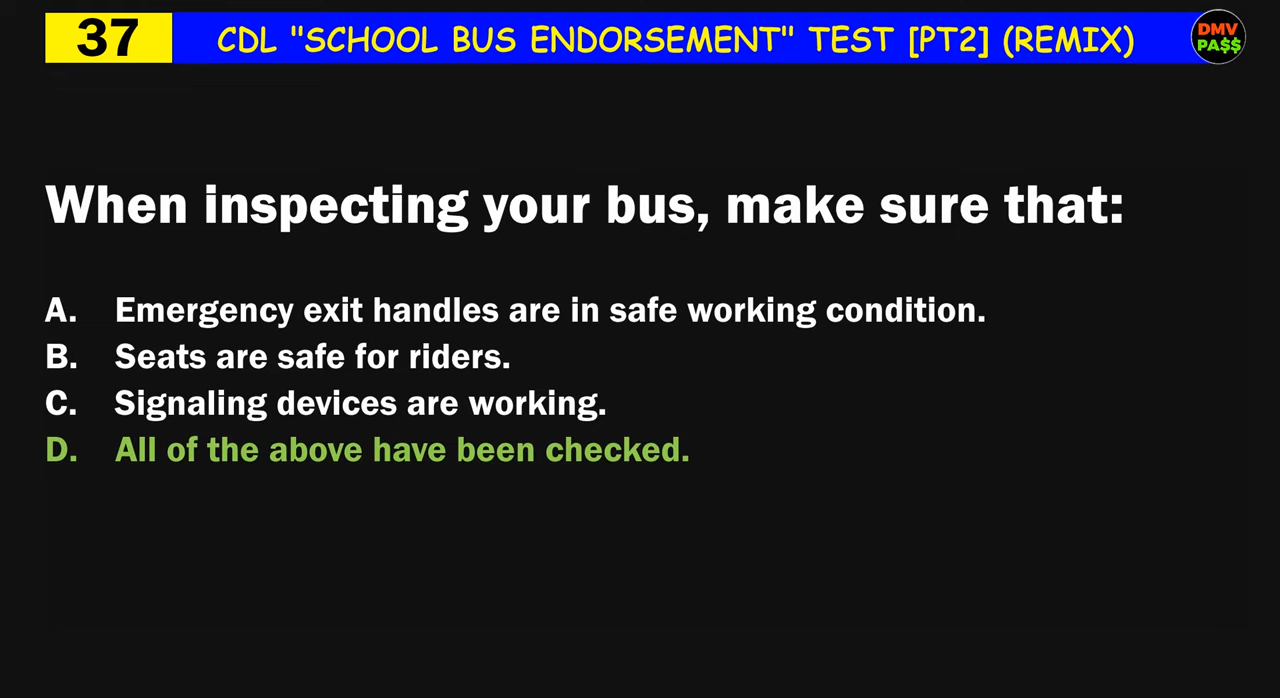 37
CDL "SCHOOL BUS ENDORSEMENT" TEST [PT2] (REMIX)
DMV
PA$$
When inspecting your bus, make sure that:
A. Emergency exit handles are in safe working condition.
B. Seats are safe for riders.
C. Signaling devices are working.
D. All of the above have been checked.